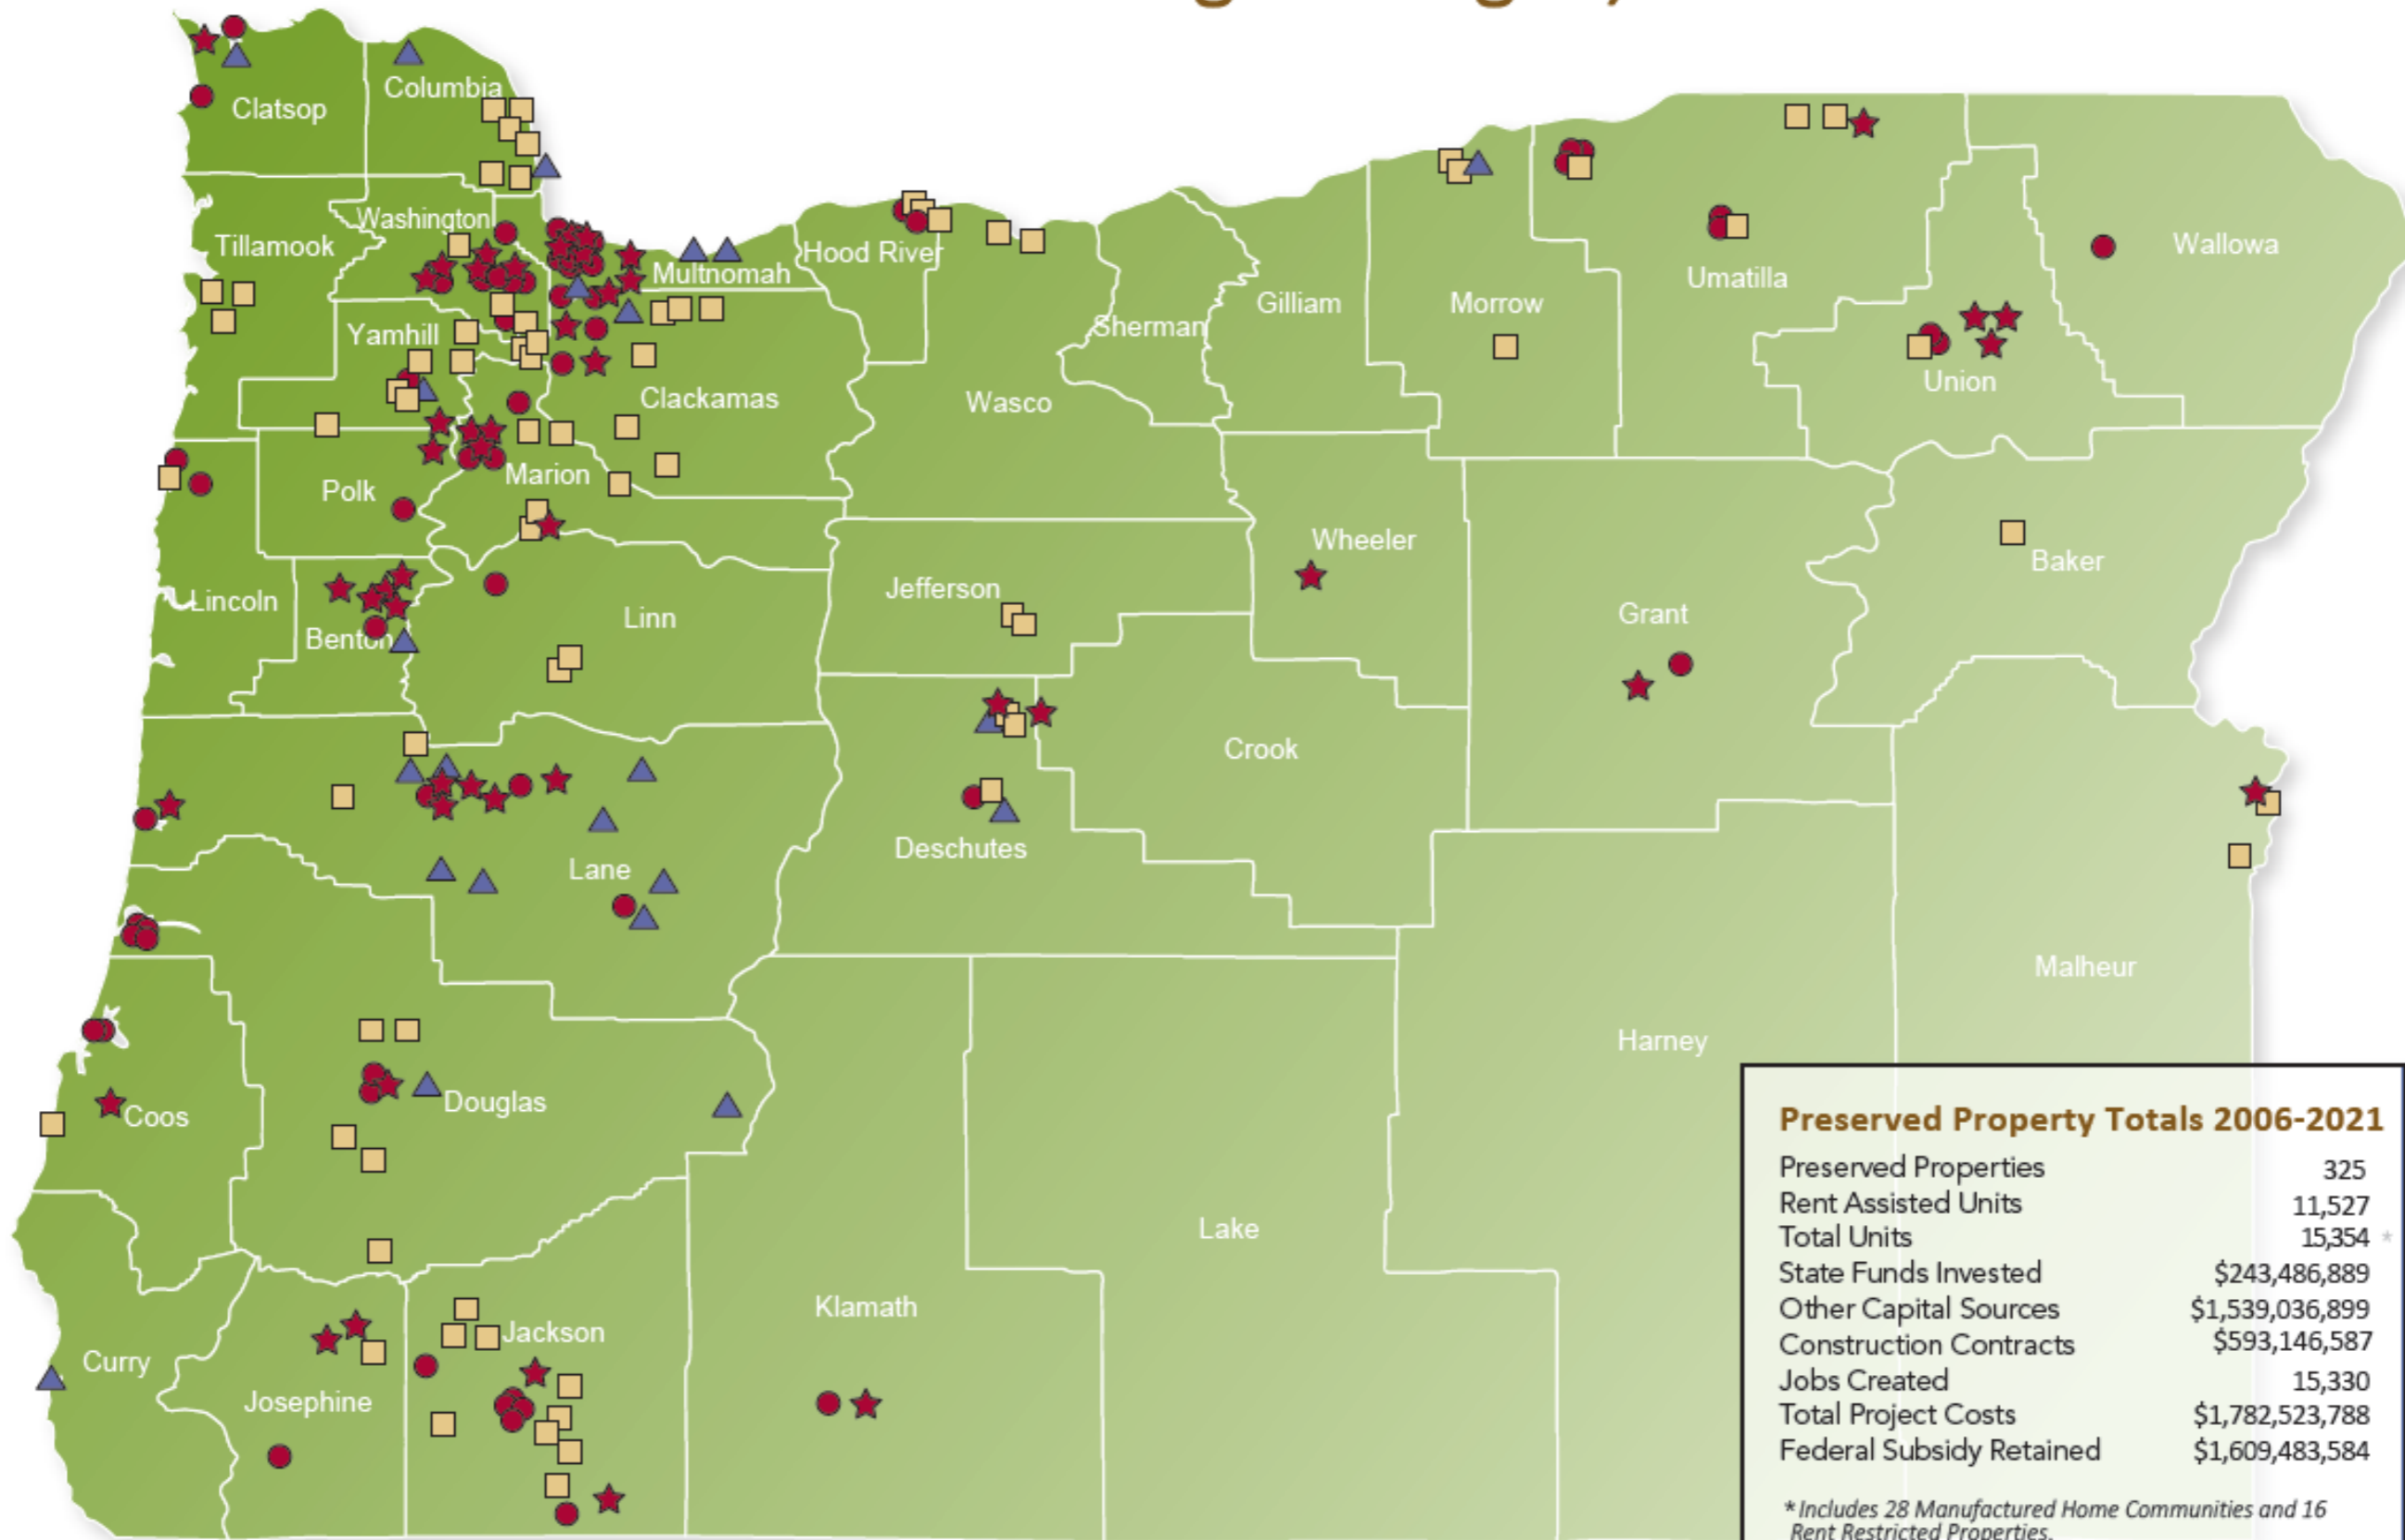 Clatsop
Columbia
Washington
Tillamook
Multnomah
Hood River
Yamhill
Clackamas
Wasco
Sherman
Gilliam
Morrow
Umatilla
Wallowa
Union
Polk
Marion
Lincoln
Benton
Linn
Jefferson
Wheeler
Grant
Baker
Crook
Deschutes
Lane
Malheur
Harney
Coos
Douglas
Lake
Klamath
Curry
Josephine
Jackson
Preserved Property Totals 2006-2021
Preserved Properties 325
Rent Assisted Units 11,527
Total Units 15,354 *
State Funds Invested $243,486,889
Other Capital Sources $1,539,036,899
Construction Contracts $593,146,587
Jobs Created 15,330
Total Project Costs $1,782,523,788
Federal Subsidy Retained $1,609,483,584
*Includes 28 Manufactured Home Communities and 16
Rent Restricted Properties.